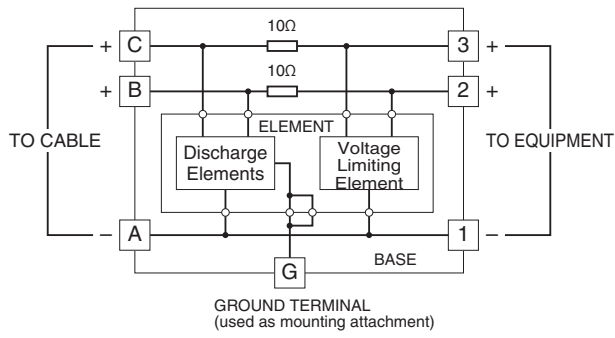 10Ω
C
3
+
+
10Ω
B
2
+
+
ELEMENT
TO CABLE
Discharge
Elements
Voltage
Limiting
Element
TO EQUIPMENT
–
A
1
–
BASE
G
GROUND TERMINAL
(used as mounting attachment)